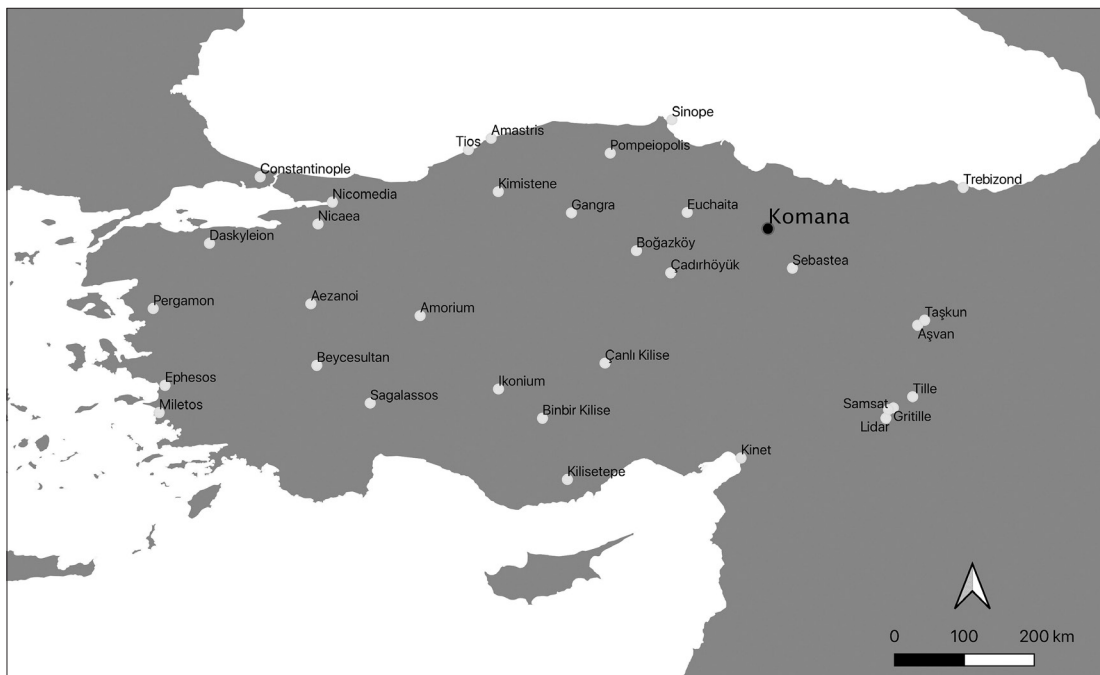 Sinope
Amastris
Tios
Pompeiopolis
Constantinople
Trebizond
Kimistene
Nicomedia
Gangra
Euchaita
Komana
Nicaea
Daskyleion
Boğazköy
Çadırhöyük
Sebastea
Pergamon
Aezanoi
Amorium
Taşkun
Aşvan
Beycesultan
Çanlı Kilise
Ephesos
Ikonium
Tille
Sagalassos
Miletos
Binbir Kilise
Samsat
Gritille
Lidar
Kinet
Kilisetepe
0 100 200 km